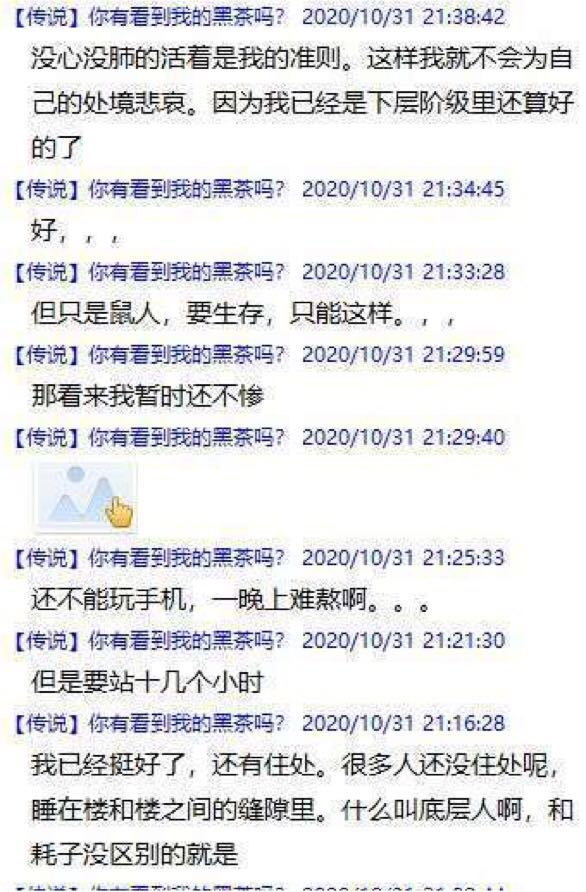 【传说】你有看到我的黑茶吗? 2020/10/31 21:38:42
没心没肺的活着是我的准则。这样我就不会为自
己的处境悲哀。因为我已经是下层阶级里还算好
的了
【传说】你有看到我的黑茶吗? 2020/10/31 21:34:45
好，，，
【传说】你有看到我的黑茶吗? 2020/10/31 21:33:28
但只是鼠人，要生存，只能这样。，，
【传说】你有看到我的黑茶吗? 2020/10/31 21:29:59
那看来我暂时还不惨
【传说】你有看到我的黑茶吗? 2020/10/31 21:29:40
【传说】你有看到我的黑茶吗? 2020/10/31 21:25:33
还不能玩手机，一晚上难熬啊。。。
【传说】你有看到我的黑茶吗? 2020/10/31 21:21:30
但是要站十几个小时
【传说】你有看到我的黑茶吗? 2020/10/31 21:16:28
我已经挺好了，还有住处。很多人还没住处呢，
睡在楼和楼之间的缝隙里。什么叫底层人啊，和
耗子没区别的就是